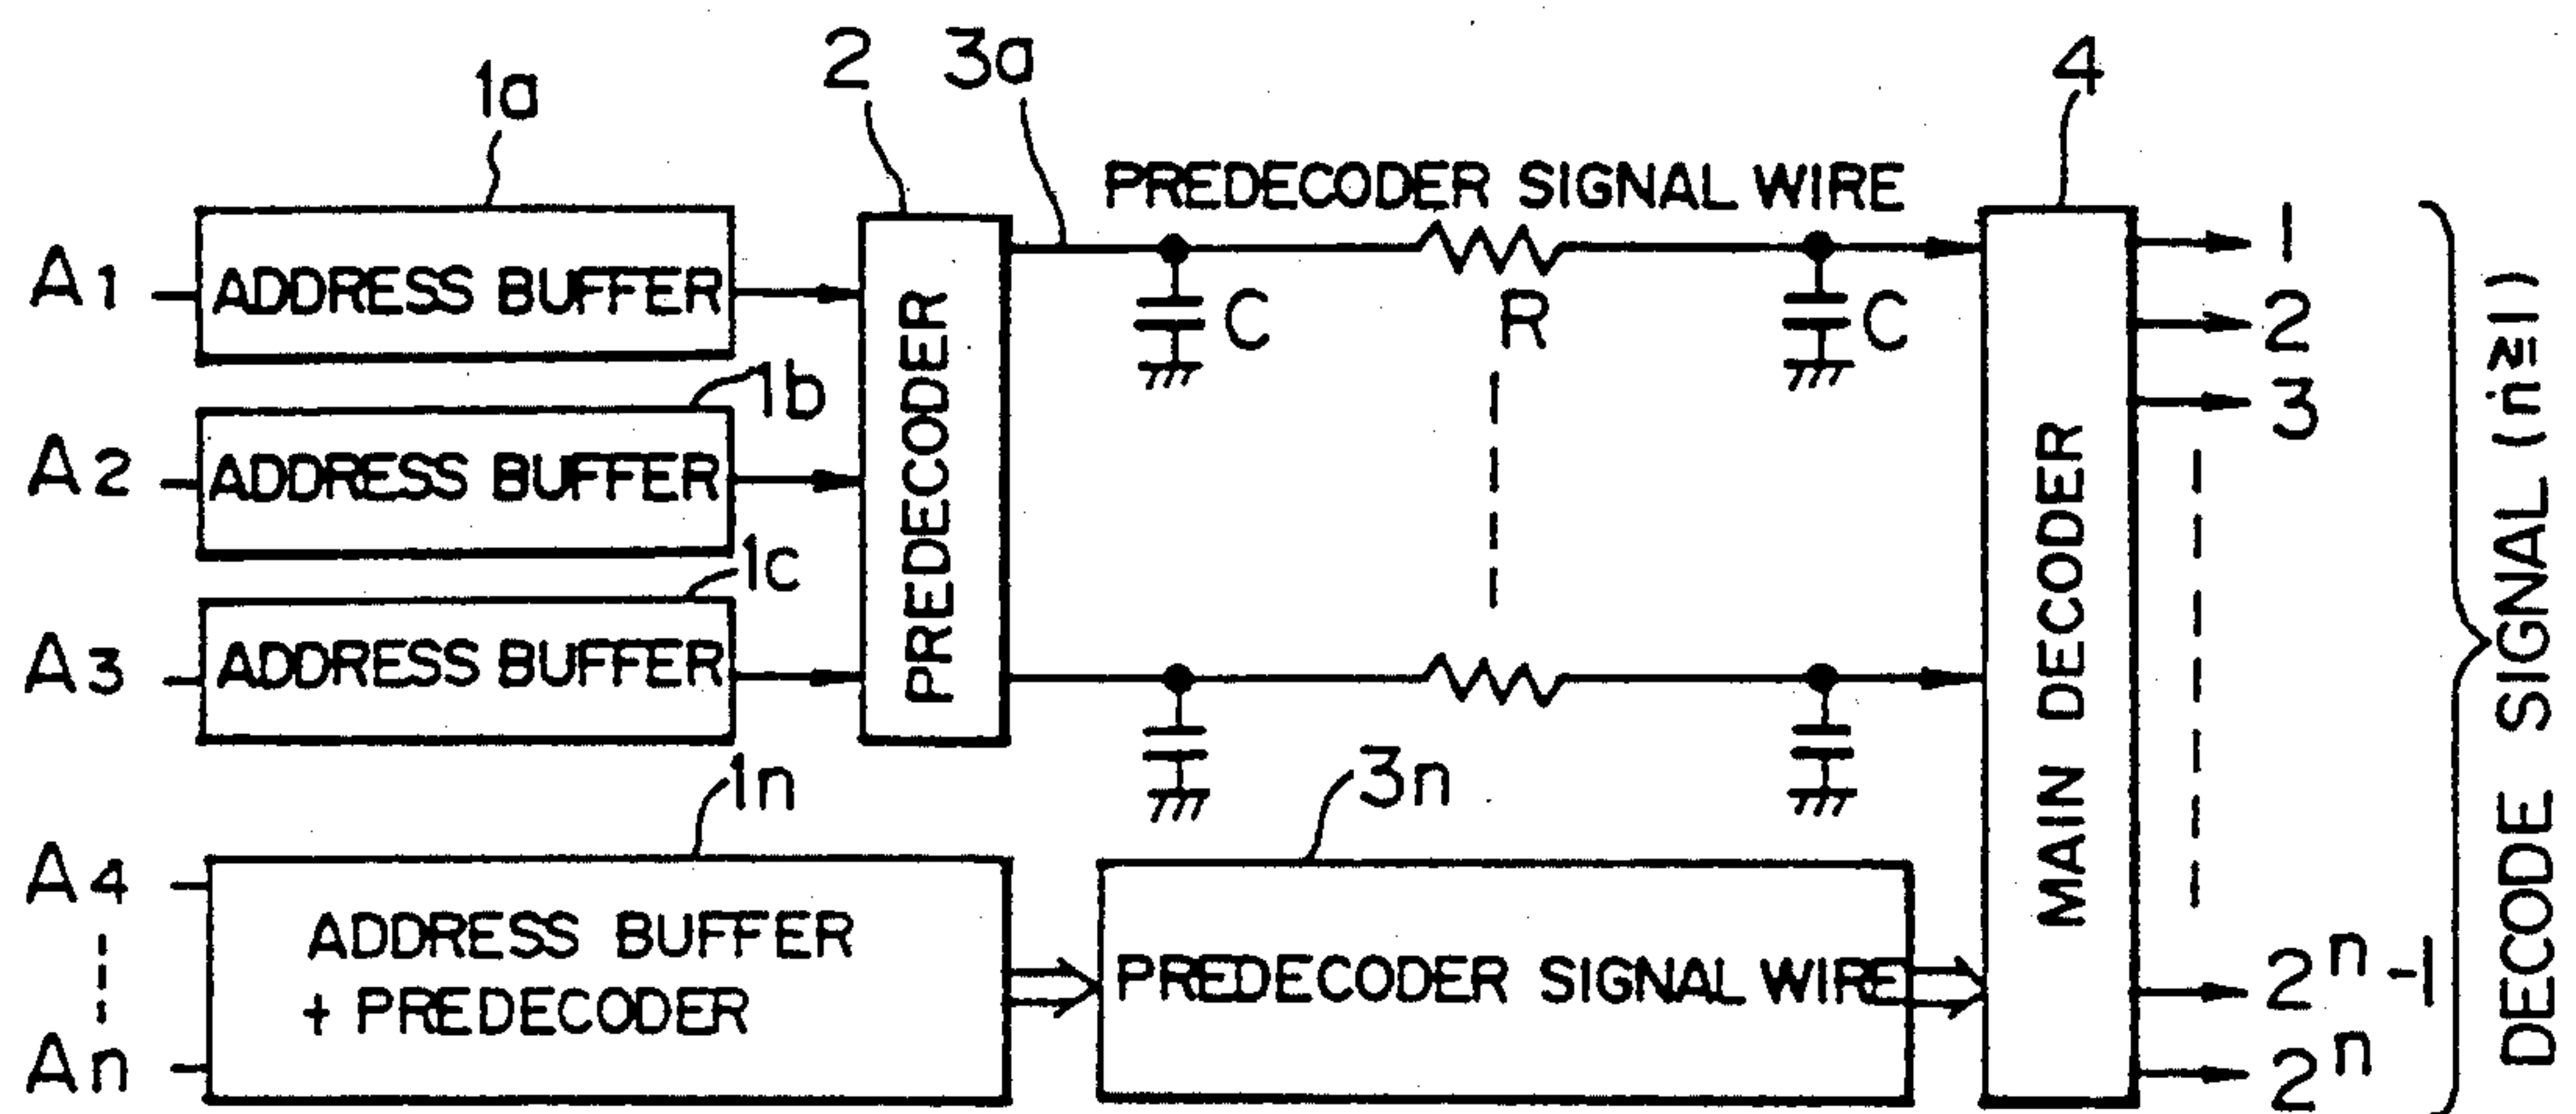 1a
2
3a
4
PREDECODER SIGNAL WIRE
A1
ADDRESS BUFFER
1b
A2
ADDRESS BUFFER
1c
A3
ADDRESS BUFFER
PREDECODER
C
R
C
MAIN DECODER
1
2
3
1n
3n
A4
An
ADDRESS BUFFER
+ PREDECODER
PREDECODER SIGNAL WIRE
2ⁿ-1
2ⁿ
DECODE SIGNAL (n≧1)